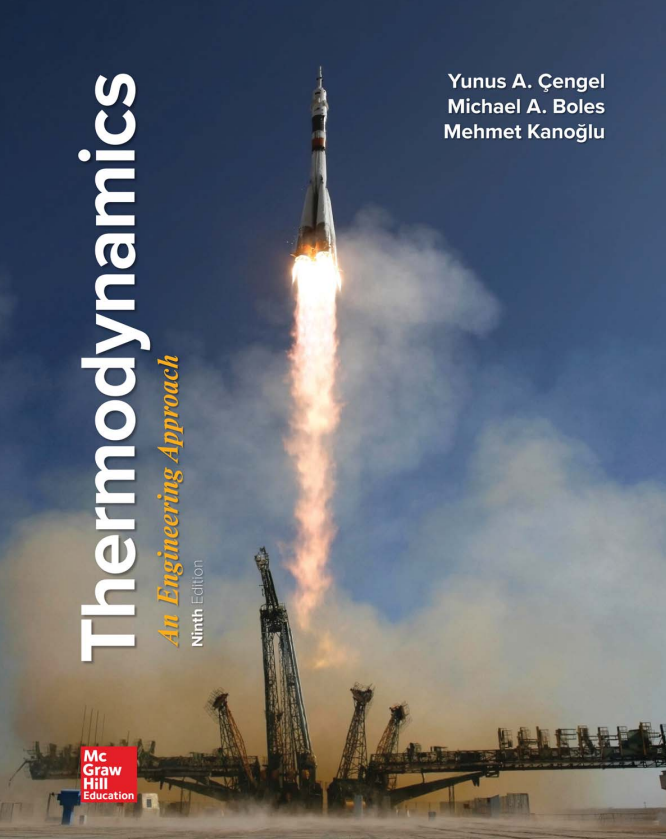 Yunus A. Çengel
Michael A. Boles
Mehmet Kanoğlu
Thermodynamics
An Engineering Approach
Ninth Edition
Mc
Graw
Hill
Education